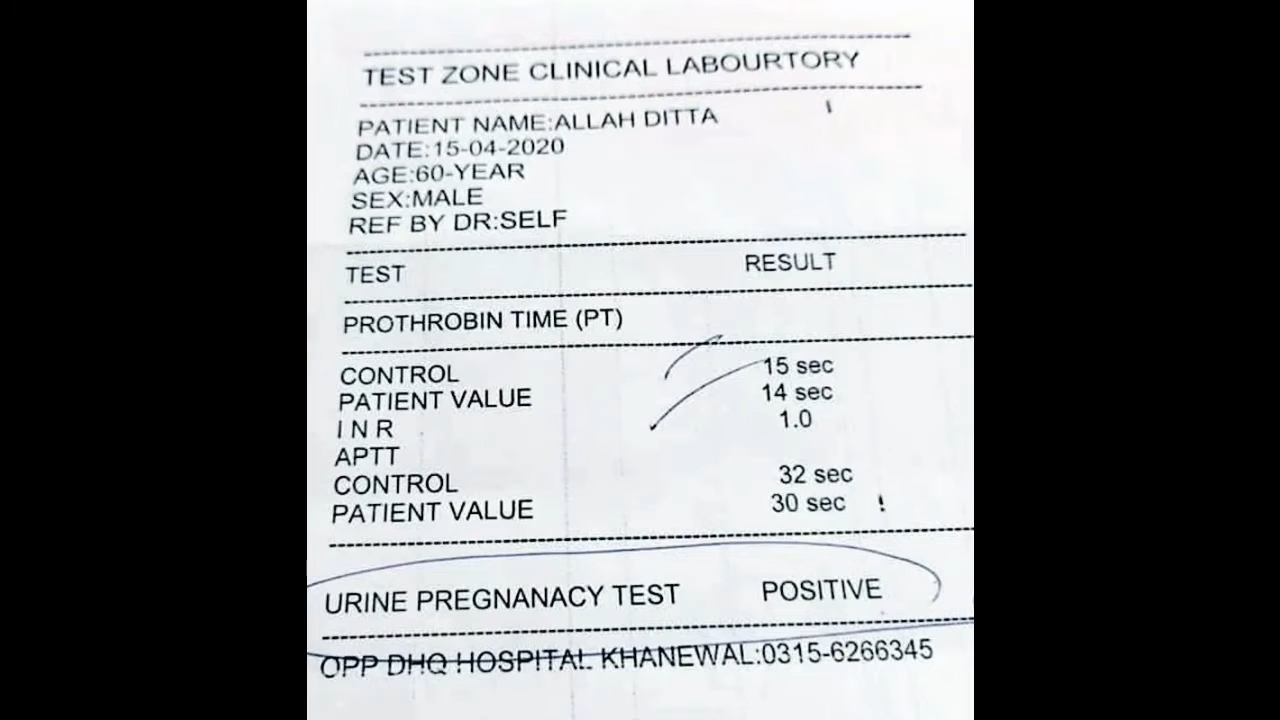 TEST ZONE CLINICAL LABOURTORY
PATIENT NAME:ALLAH DITTA
DATE:15-04-2020
AGE:60-YEAR
SEX:MALE
REF BY DR:SELF
TEST RESULT
PROTHROBIN TIME (PT)
CONTROL 15 sec
PATIENT VALUE 14 sec
I N R 1.0
APTT
CONTROL 32 sec
PATIENT VALUE 30 sec !
URINE PREGNANACY TEST POSITIVE
OPP DHQ HOSPITAL KHANEWAL:0315-6266345